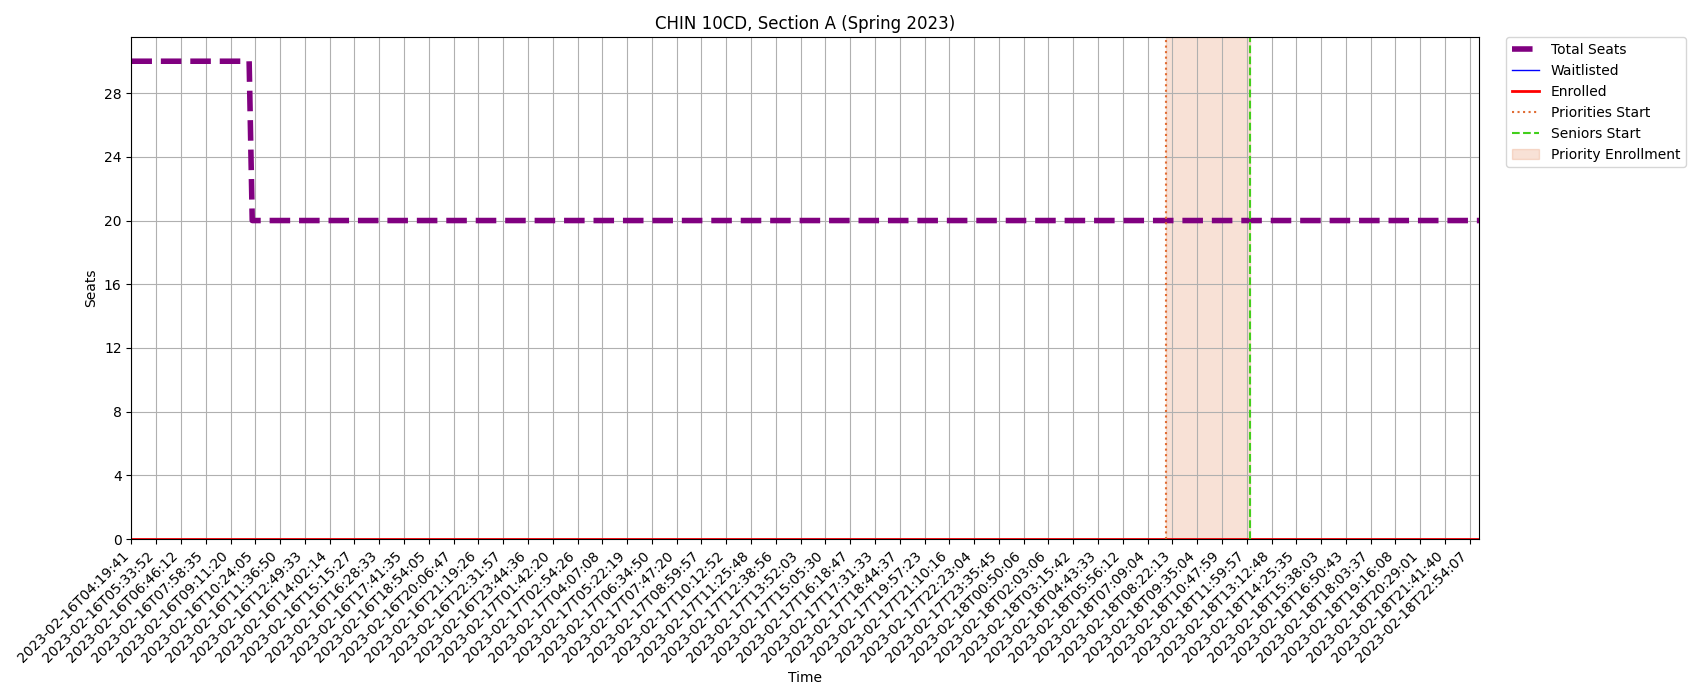 CHIN 10CD, Section A (Spring 2023)
Total Seats
Waitlisted
Enrolled
Priorities Start
Seniors Start
Priority Enrollment
28
24
20
16
12
8
4
0
Seats
2023-02-16T04:19:41
2023-02-16T05:33:52
2023-02-16T06:46:12
2023-02-16T07:58:35
2023-02-16T09:11:20
2023-02-16T10:24:05
2023-02-16T11:36:50
2023-02-16T12:49:33
2023-02-16T14:02:14
2023-02-16T15:15:27
2023-02-16T16:28:33
2023-02-16T17:41:35
2023-02-16T18:54:05
2023-02-16T20:06:47
2023-02-16T21:19:26
2023-02-16T22:31:57
2023-02-16T23:44:36
2023-02-17T01:42:20
2023-02-17T02:54:26
2023-02-17T04:07:08
2023-02-17T05:22:19
2023-02-17T06:34:50
2023-02-17T07:47:20
2023-02-17T08:59:57
2023-02-17T10:12:52
2023-02-17T11:25:48
2023-02-17T12:38:56
2023-02-17T13:52:03
2023-02-17T15:05:30
2023-02-17T16:18:47
2023-02-17T17:31:33
2023-02-17T18:44:37
2023-02-17T19:57:23
2023-02-17T21:10:16
2023-02-17T22:23:04
2023-02-17T23:35:45
2023-02-18T00:50:06
2023-02-18T02:03:06
2023-02-18T03:15:42
2023-02-18T04:43:33
2023-02-18T05:56:12
2023-02-18T07:09:04
2023-02-18T08:22:13
2023-02-18T09:35:04
2023-02-18T10:47:59
2023-02-18T11:59:57
2023-02-18T13:12:48
2023-02-18T14:25:35
2023-02-18T15:38:03
2023-02-18T16:50:43
2023-02-18T18:03:37
2023-02-18T19:16:08
2023-02-18T20:29:01
2023-02-18T21:41:40
2023-02-18T22:54:07
Time